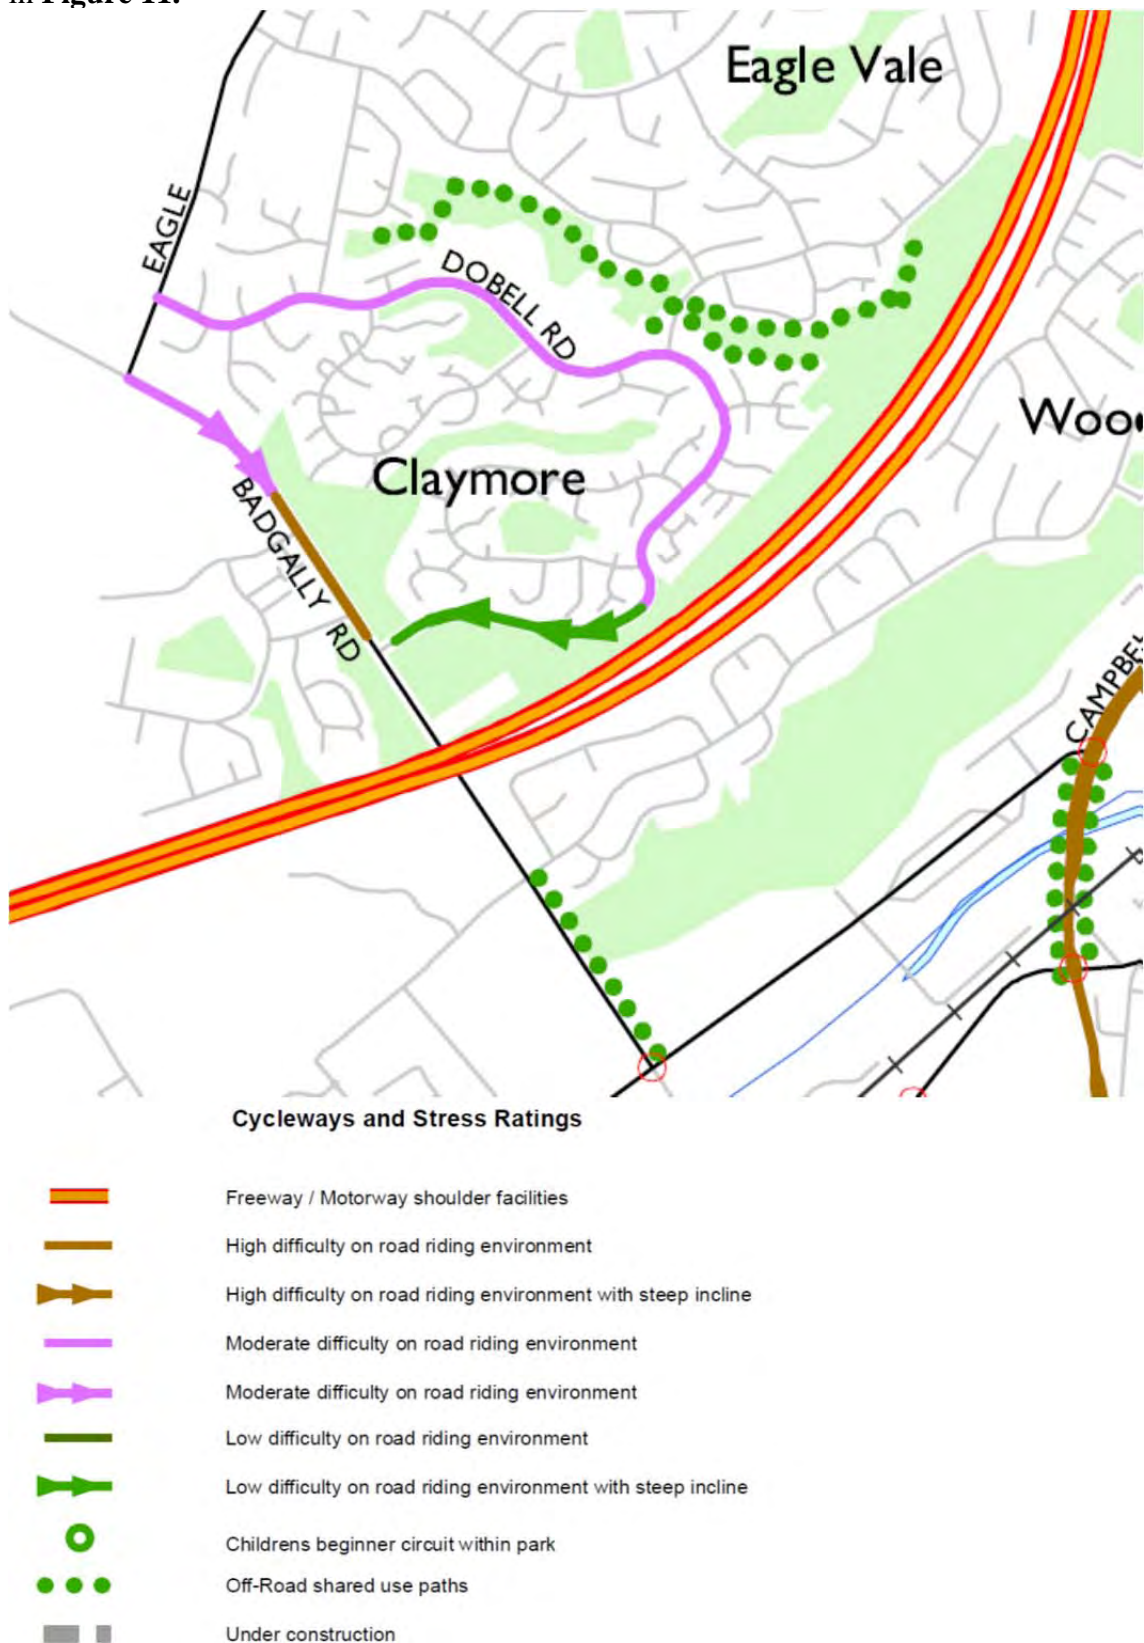 in Figure 11.
Eagle Vale
EAGLE
DOBELL RD
Claymore
BADGALLY RD
Cycleways and Stress Ratings
Freeway / Motorway shoulder facilities
High difficulty on road riding environment
High difficulty on road riding environment with steep incline
Moderate difficulty on road riding environment
Moderate difficulty on road riding environment
Low difficulty on road riding environment
Low difficulty on road riding environment with steep incline
Childrens beginner circuit within park
Off-Road shared use paths
Under construction